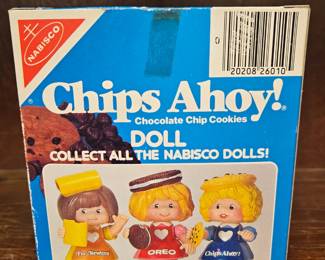 NABISCO
20208 26010
Chips Ahoy!
Chocolate Chip Cookies
DOLL
COLLECT ALL THE NABISCO DOLLS!
Fig Newtons
OREO
Chips Ahoy!